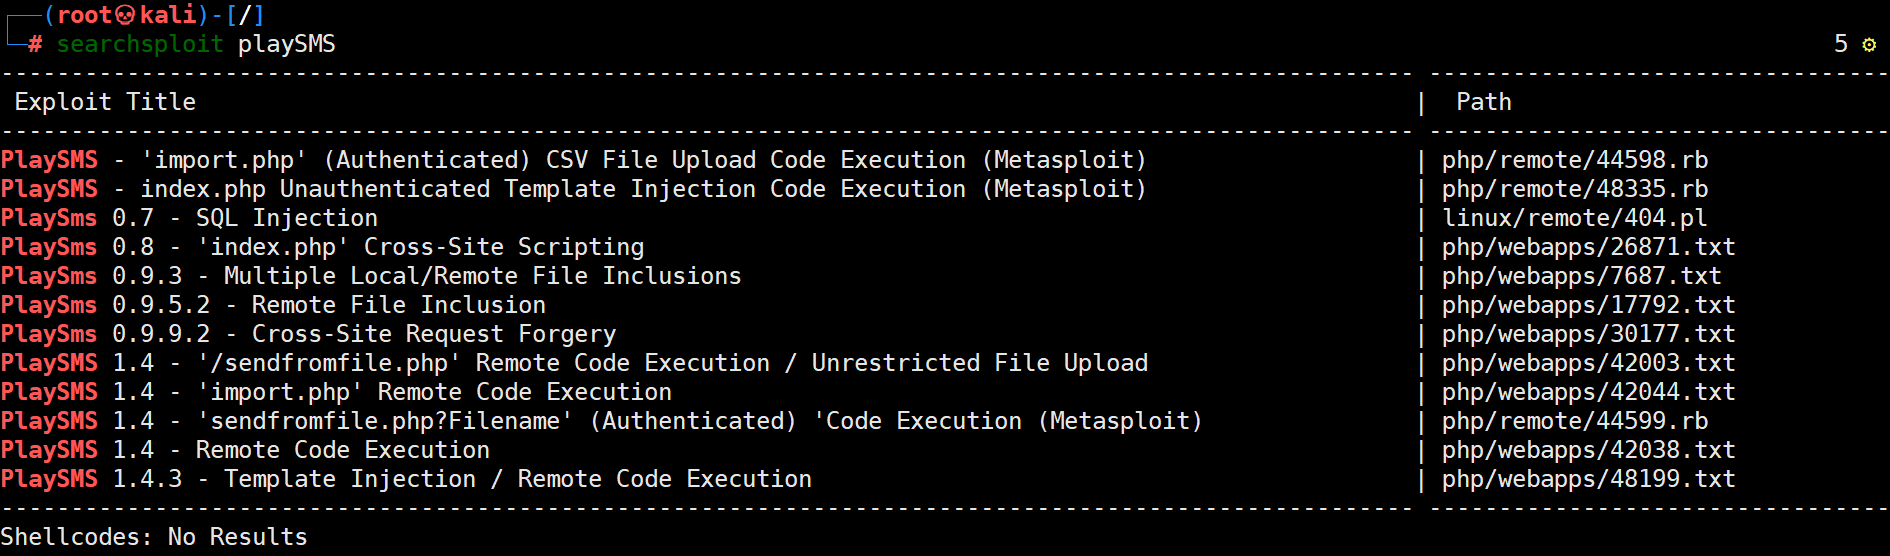 ┌──(root💀kali)-[/]
└─# searchsploit playSMS 5 ⚙
---------------------------------------------------------------------------------------------------- ---------------------------------
Exploit Title | Path
---------------------------------------------------------------------------------------------------- ---------------------------------
PlaySMS - 'import.php' (Authenticated) CSV File Upload Code Execution (Metasploit) | php/remote/44598.rb
PlaySMS - index.php Unauthenticated Template Injection Code Execution (Metasploit) | php/remote/48335.rb
PlaySms 0.7 - SQL Injection | linux/remote/404.pl
PlaySms 0.8 - 'index.php' Cross-Site Scripting | php/webapps/26871.txt
PlaySms 0.9.3 - Multiple Local/Remote File Inclusions | php/webapps/7687.txt
PlaySms 0.9.5.2 - Remote File Inclusion | php/webapps/17792.txt
PlaySms 0.9.9.2 - Cross-Site Request Forgery | php/webapps/30177.txt
PlaySMS 1.4 - '/sendfromfile.php' Remote Code Execution / Unrestricted File Upload | php/webapps/42003.txt
PlaySMS 1.4 - 'import.php' Remote Code Execution | php/webapps/42044.txt
PlaySMS 1.4 - 'sendfromfile.php?Filename' (Authenticated) 'Code Execution (Metasploit) | php/remote/44599.rb
PlaySMS 1.4 - Remote Code Execution | php/webapps/42038.txt
PlaySMS 1.4.3 - Template Injection / Remote Code Execution | php/webapps/48199.txt
---------------------------------------------------------------------------------------------------- ---------------------------------
Shellcodes: No Results